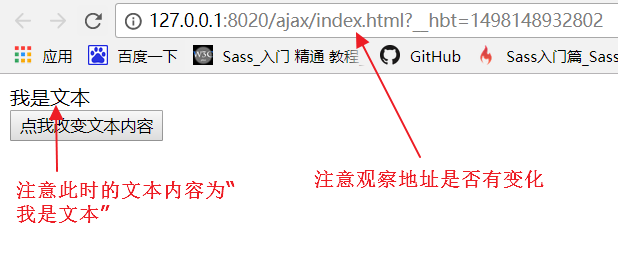 127.0.0.1:8020/ajax/index.html?__hbt=1498148932802
应用 百度一下 W3C Sass_入门 精通 教程_ GitHub Sass入门篇_Sass
我是文本
点我改变文本内容
注意此时的文本内容为“
我是文本”
注意观察地址是否有变化